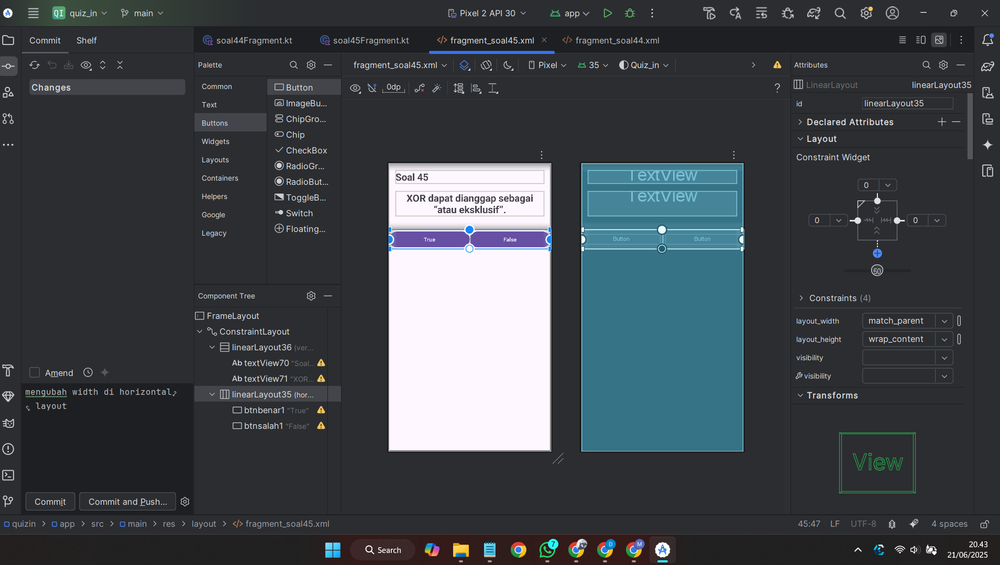 QI quiz_in main Pixel 2 API 30 app
Commit Shelf
soal44Fragment.kt soal45Fragment.kt fragment_soal45.xml fragment_soal44.xml
Palette
fragment_soal45.xml Pixel 35 Quiz_in
Attributes
Changes
Common
Text
Buttons
Widgets
Layouts
Containers
Helpers
Google
Legacy
Button
ImageBu...
ChipGro...
Chip
CheckBox
RadioGr...
RadioBut...
ToggleB...
Switch
Floating...
0dp
?
LinearLayout linearLayout35
id linearLayout35
Declared Attributes
Layout
Constraint Widget
0
0 0
50
Constraints (4)
layout_width match_parent
layout_height wrap_content
visibility
visibility
Transforms
View
Soal 45
XOR dapat dianggap sebagai
“atau eksklusif”.
True False
TextView
TextView
Button Button
Component Tree
FrameLayout
ConstraintLayout
linearLayout36 (ver...
Ab textView70 "Soal...
Ab textView71 "XOR...
linearLayout35 (hor...
btnbenar1 "True"
btnsalah1 "False"
Amend
mengubah width di horizontal
layout
Commit Commit and Push...
quizin > app > src > main > res > layout > fragment_soal45.xml
45:47 LF UTF-8 4 spaces
Search
7
D
M
20.43
21/06/2025